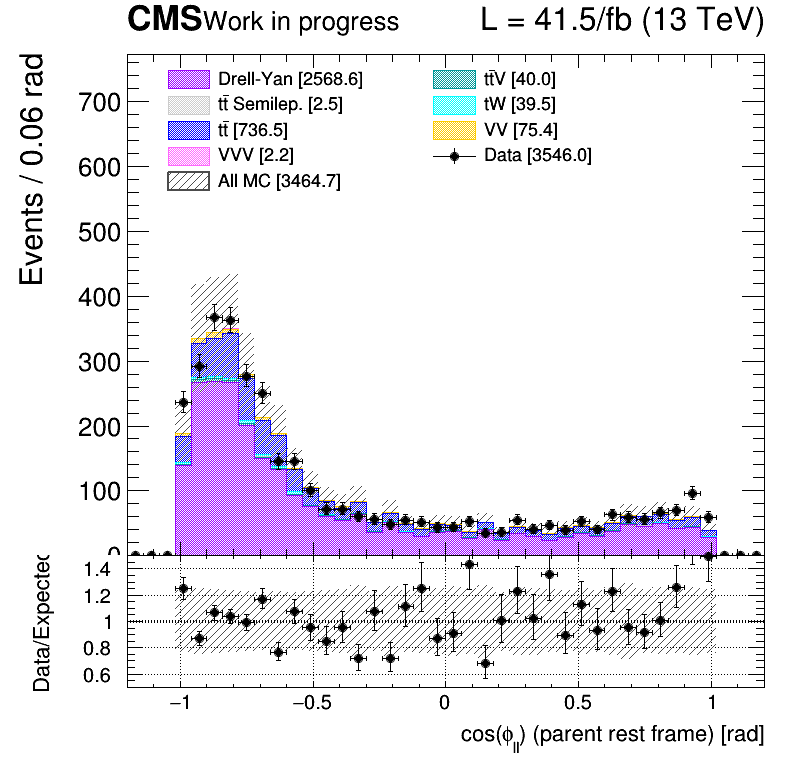 CMS Work in progress L = 41.5/fb (13 TeV)
Events / 0.06 rad
Drell-Yan [2568.6]
tt̄ Semilep. [2.5]
tt̄ [736.5]
VVV [2.2]
All MC [3464.7]
tt̄V [40.0]
tW [39.5]
VV [75.4]
Data [3546.0]
700
600
500
400
300
200
100
0
Data/Expected
1.4
1.2
1
0.8
0.6
−1 −0.5 0 0.5 1
cos(ϕ_ll) (parent rest frame) [rad]